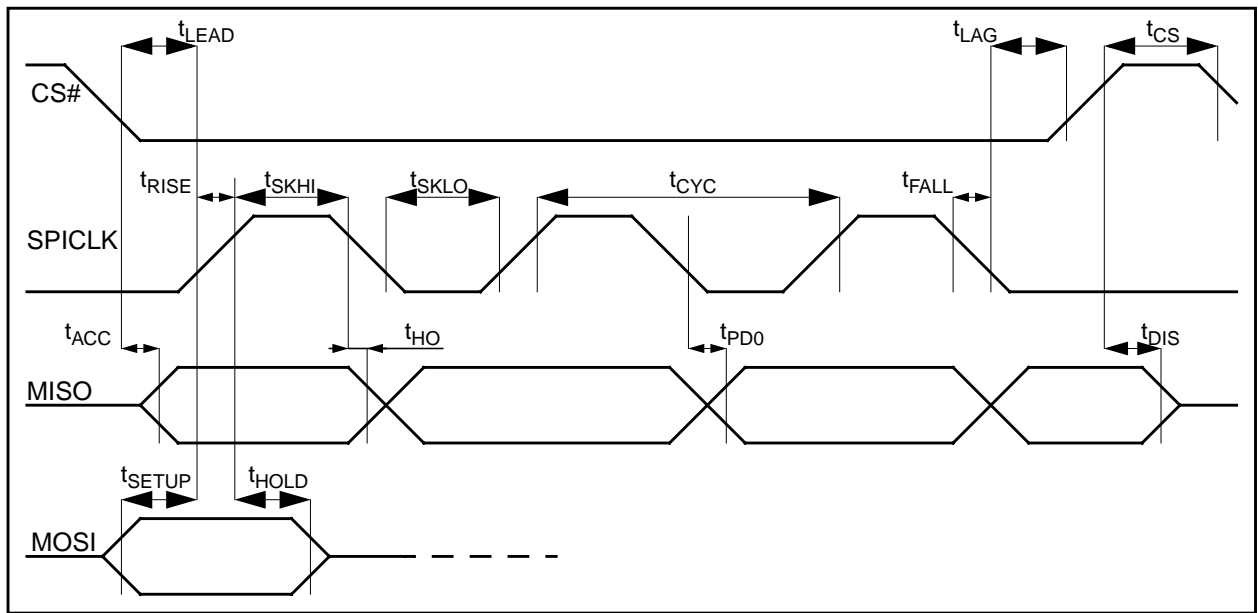 tLEAD tLAG tCS
CS#
tRISE tSKHI tSKLO tCYC tFALL
SPICLK
tACC tHO tPD0 tDIS
MISO
tSETUP tHOLD
MOSI